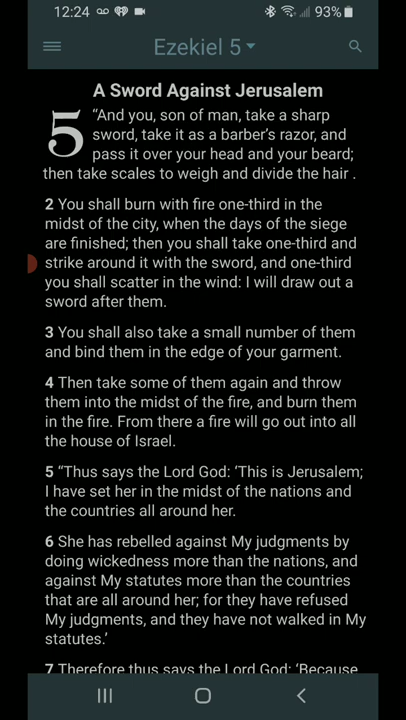 12:24 93%
Ezekiel 5
A Sword Against Jerusalem
5 “And you, son of man, take a sharp
sword, take it as a barber’s razor, and
pass it over your head and your beard;
then take scales to weigh and divide the hair .
2 You shall burn with fire one-third in the
midst of the city, when the days of the siege
are finished; then you shall take one-third and
strike around it with the sword, and one-third
you shall scatter in the wind: I will draw out a
sword after them.
3 You shall also take a small number of them
and bind them in the edge of your garment.
4 Then take some of them again and throw
them into the midst of the fire, and burn them
in the fire. From there a fire will go out into all
the house of Israel.
5 “Thus says the Lord God: ‘This is Jerusalem;
I have set her in the midst of the nations and
the countries all around her.
6 She has rebelled against My judgments by
doing wickedness more than the nations, and
against My statutes more than the countries
that are all around her; for they have refused
My judgments, and they have not walked in My
statutes.’
7 Therefore thus says the Lord God: ‘Because